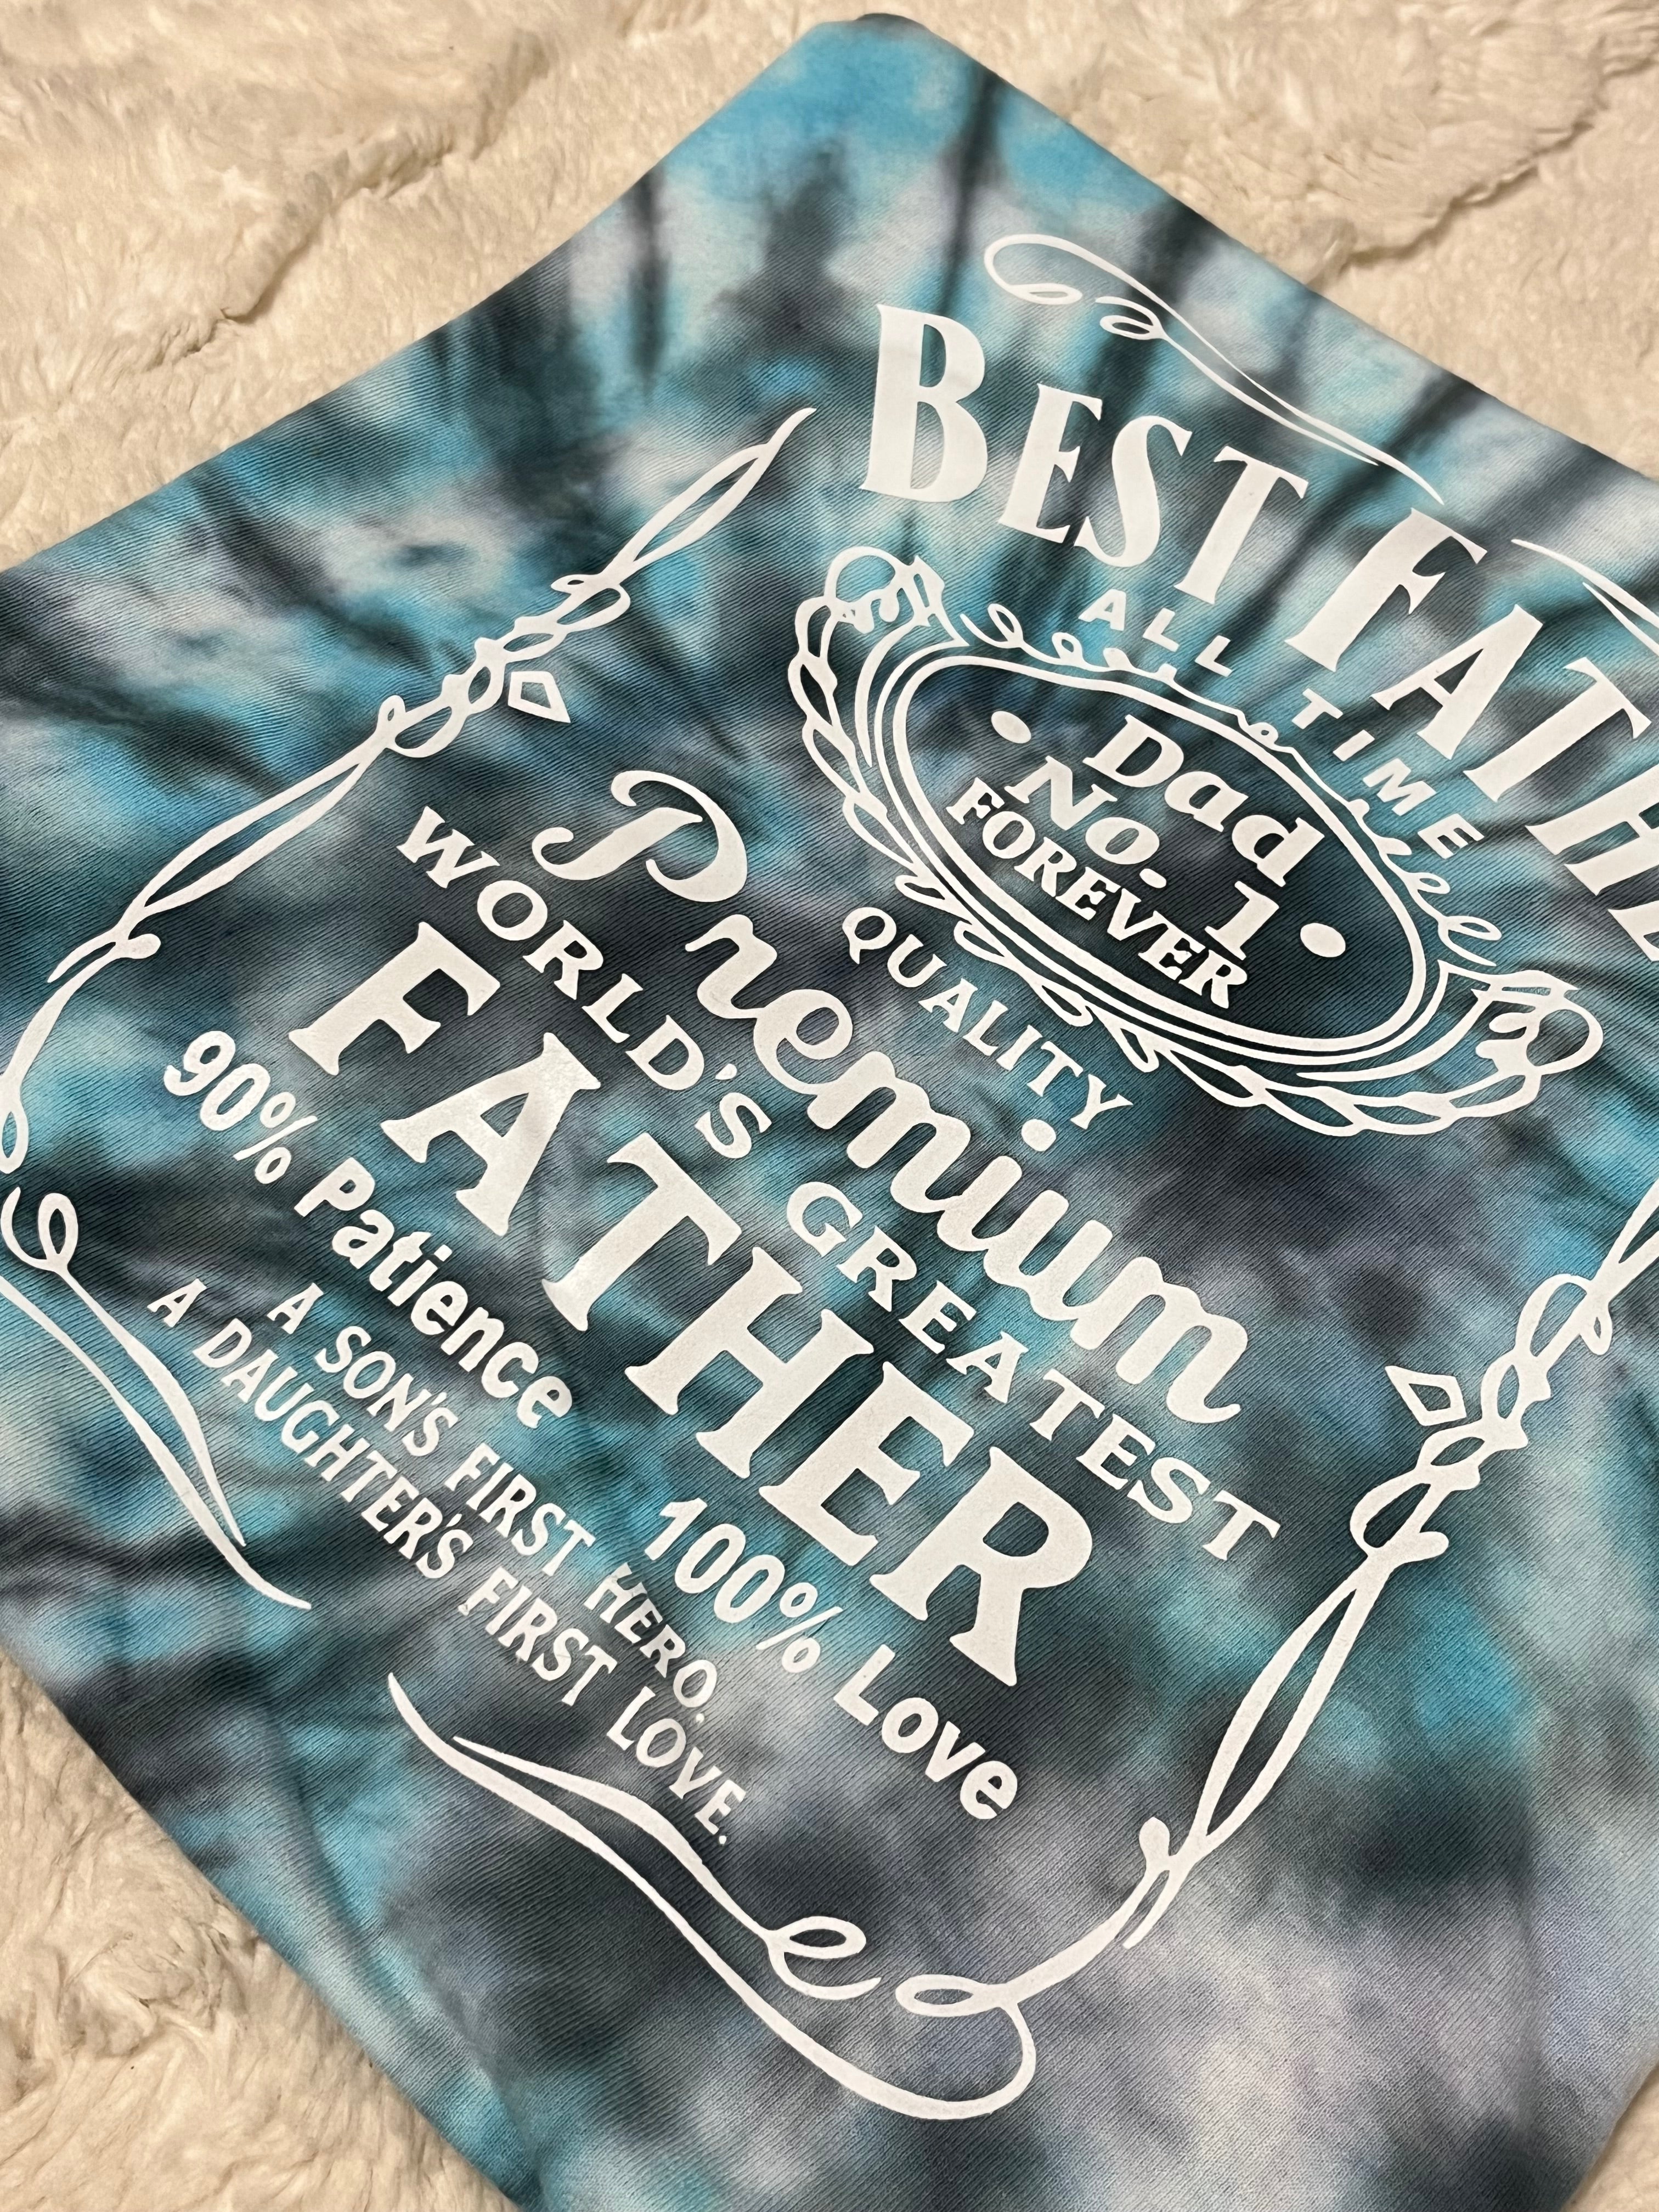 BEST FATHE
ALL TIME
Dad
No. 1
FOREVER
QUALITY
Premium
WORLD'S GREATEST
FATHER
90% Patience 100% Love
A SON'S FIRST HERO.
A DAUGHTER'S FIRST LOVE.